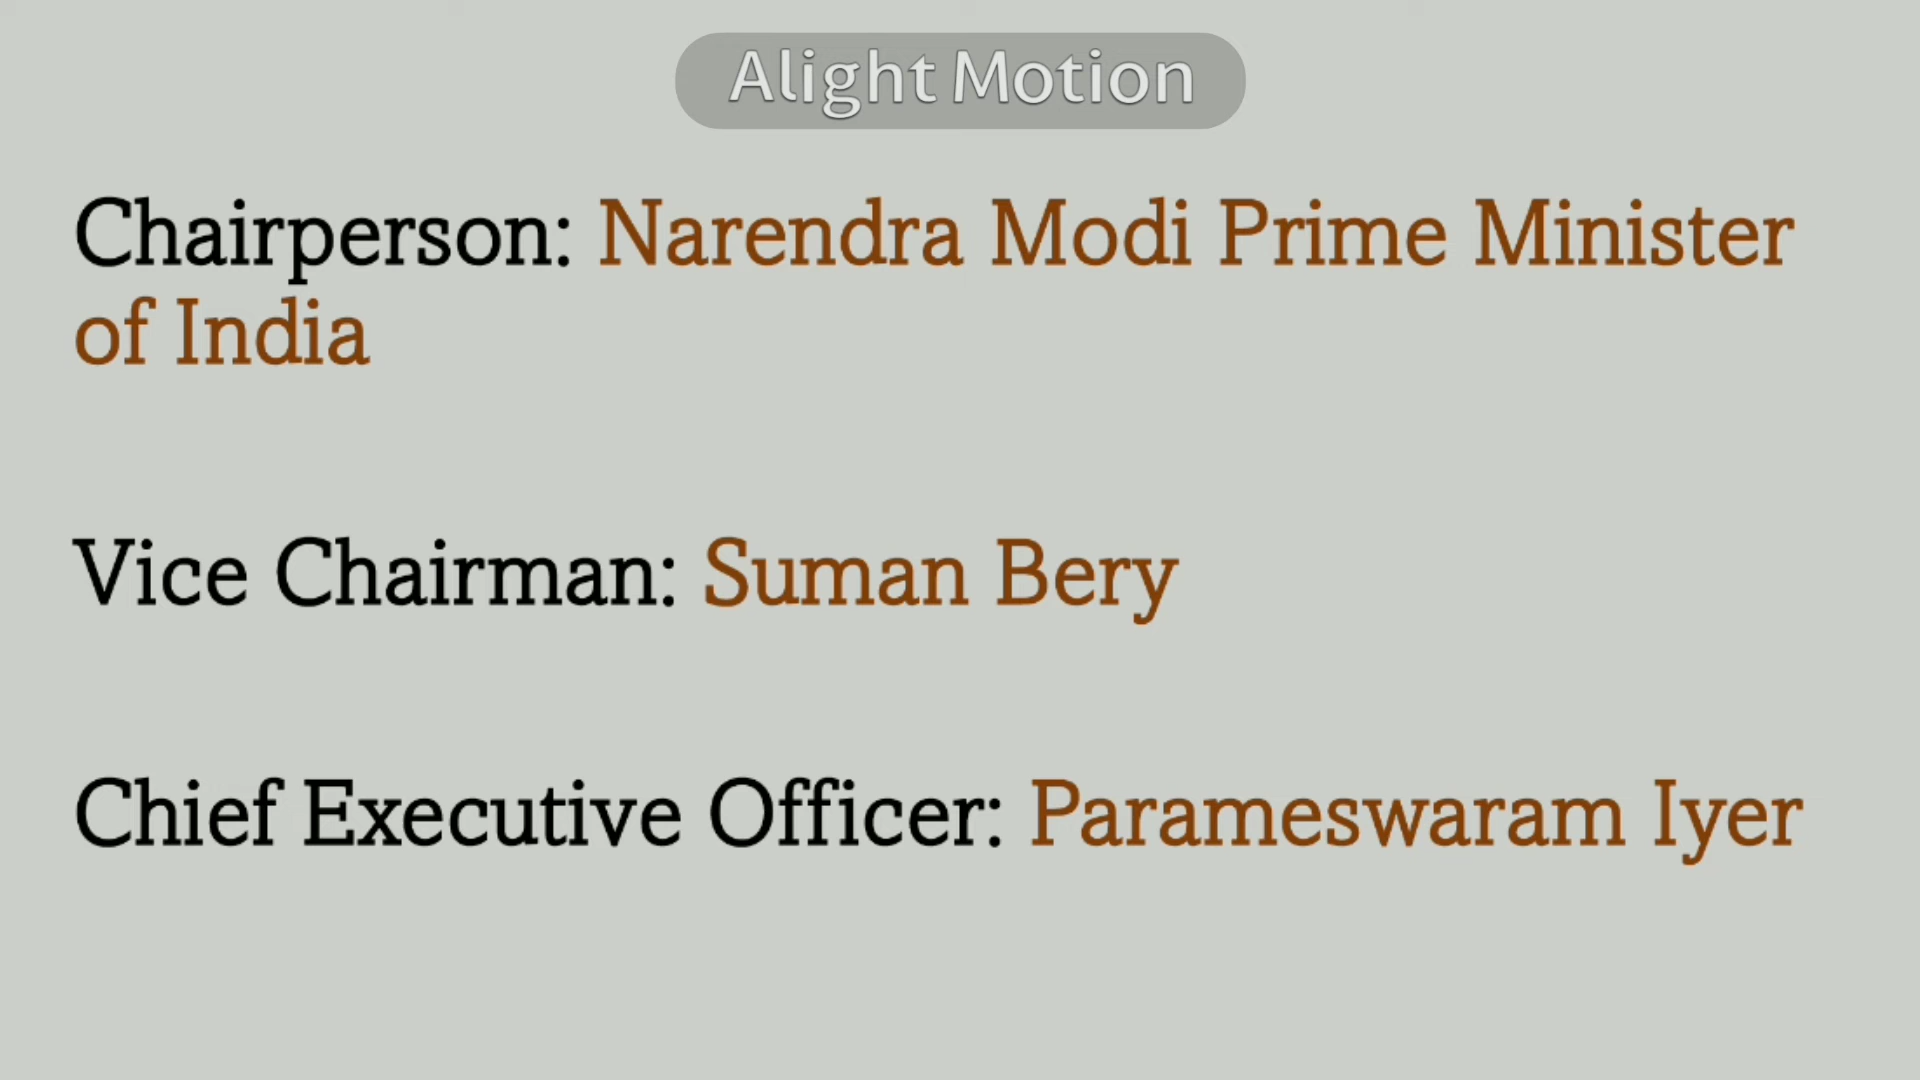 Alight Motion
Chairperson: Narendra Modi Prime Minister
of India
Vice Chairman: Suman Bery
Chief Executive Officer: Parameswaram Iyer